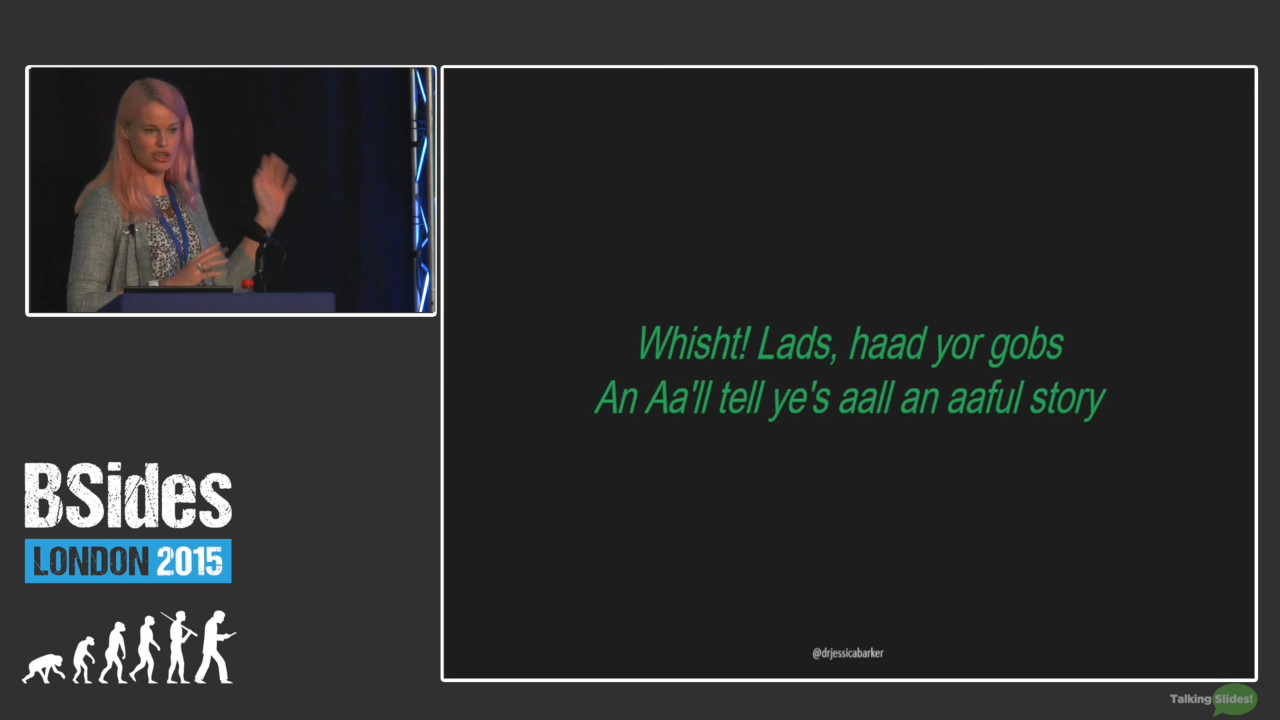 Whisht! Lads, haad yor gobs
An Aa'll tell ye's aall an aaful story
@drjessicabarker
BSides
LONDON 2015
Talking Slides!